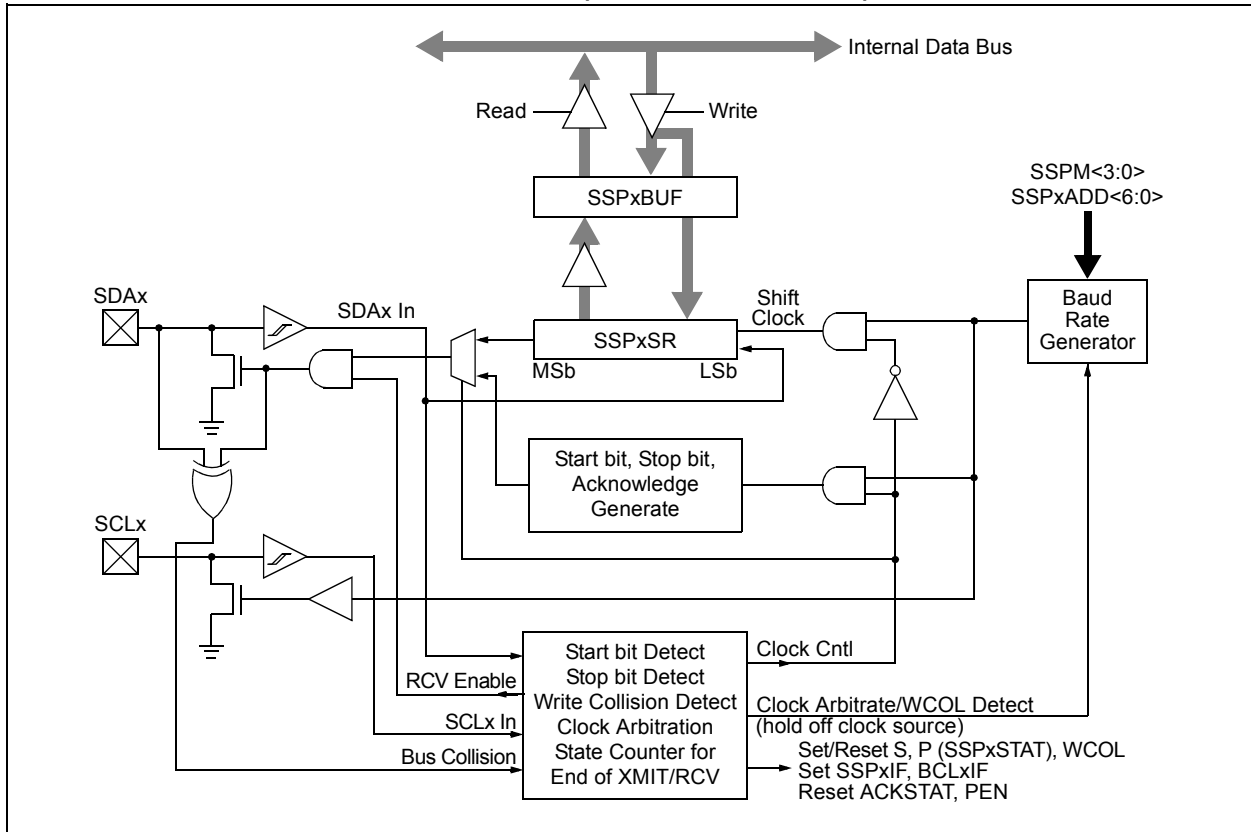 Internal Data Bus
Read
Write
SSPxBUF
SSPM<3:0>
SSPxADD<6:0>
SDAx
SDAx In
Shift
Clock
Baud
Rate
Generator
SSPxSR
MSb
LSb
Start bit, Stop bit,
Acknowledge
Generate
SCLx
Start bit Detect
Stop bit Detect
Write Collision Detect
Clock Arbitration
State Counter for
End of XMIT/RCV
RCV Enable
SCLx In
Bus Collision
Clock Cntl
Clock Arbitrate/WCOL Detect
(hold off clock source)
Set/Reset S, P (SSPxSTAT), WCOL
Set SSPxIF, BCLxIF
Reset ACKSTAT, PEN